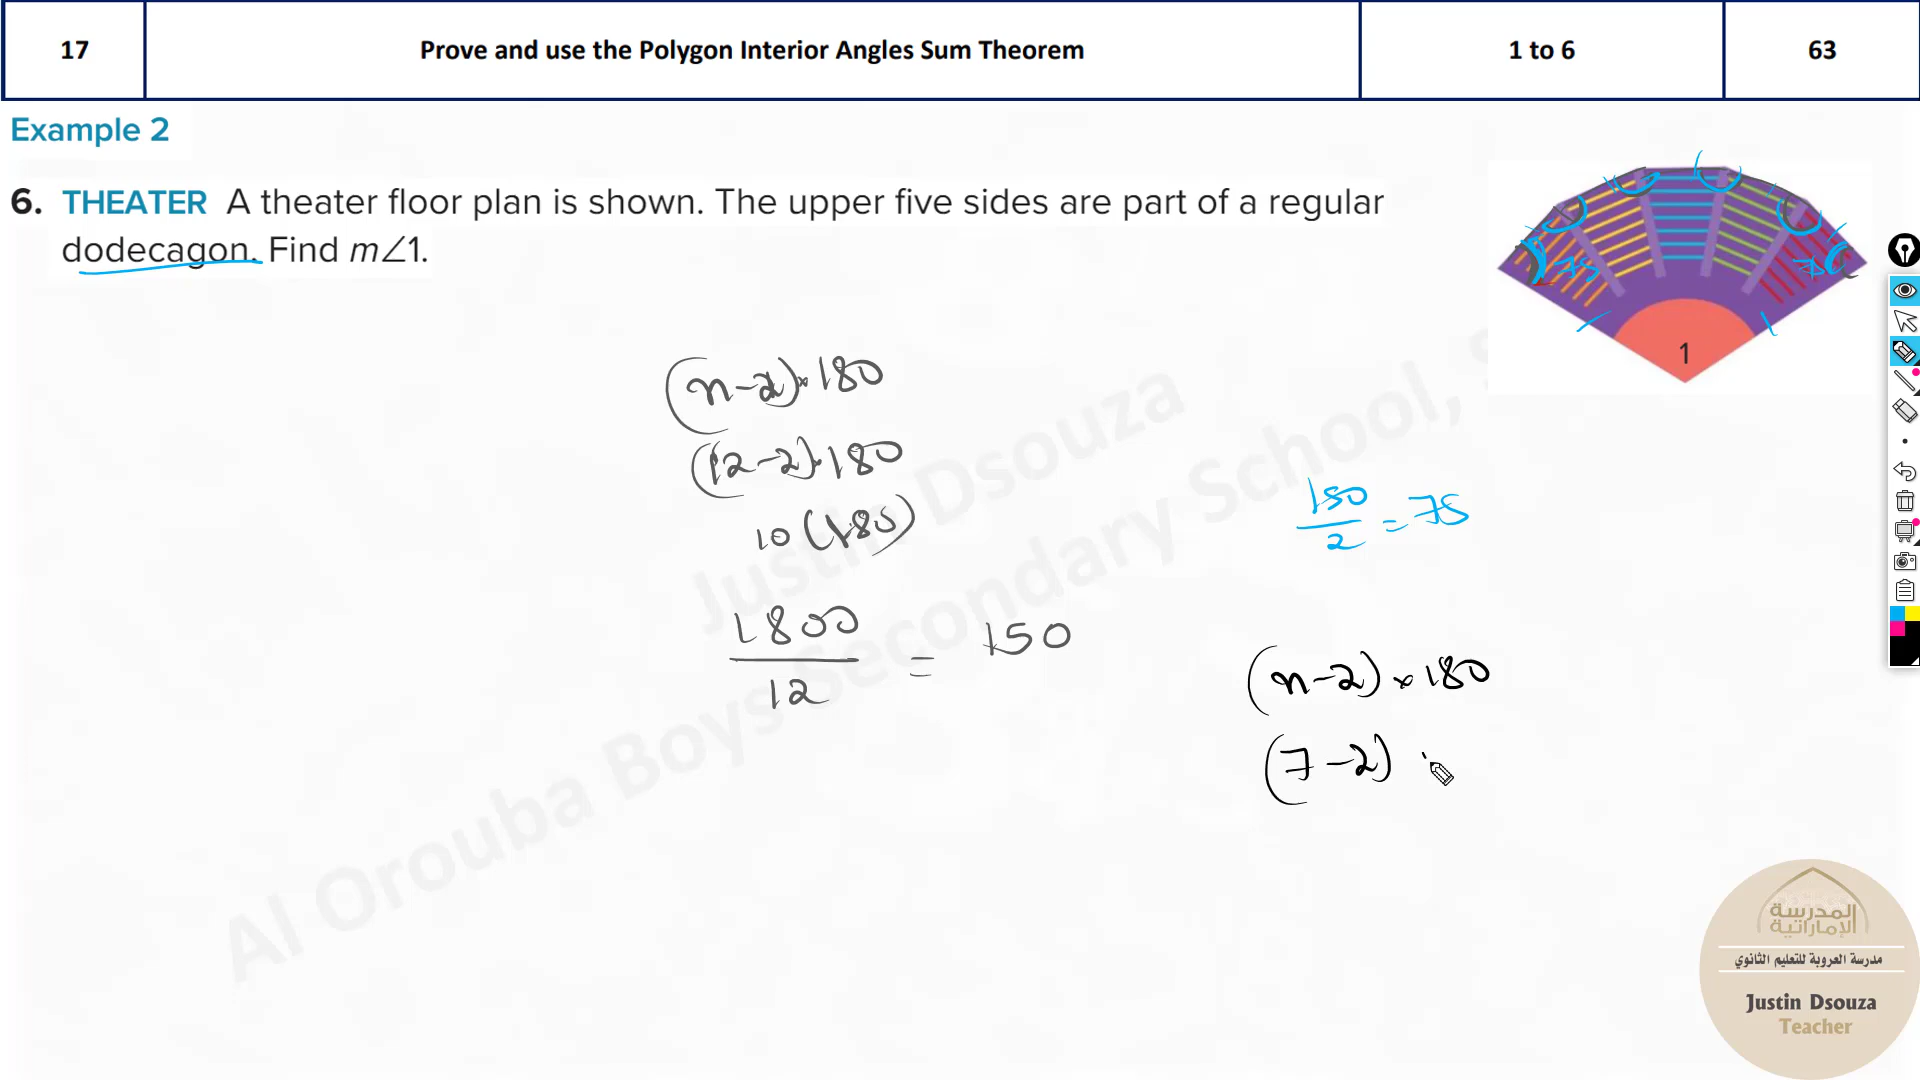 17 Prove and use the Polygon Interior Angles Sum Theorem 1 to 6 63
Example 2
6. THEATER A theater floor plan is shown. The upper five sides are part of a regular
dodecagon. Find m∠1.
75 75
1
(n-2)×180
(12-2)·180
10(180)
1800
12
= 150
150
2
= 75
(n-2)×180
(7-2)
Justin Dsouza
Al Orouba Boys Secondary School, S
المدرسة
الإماراتية
مدرسة العروبة للتعليم الثانوي
Justin Dsouza
Teacher